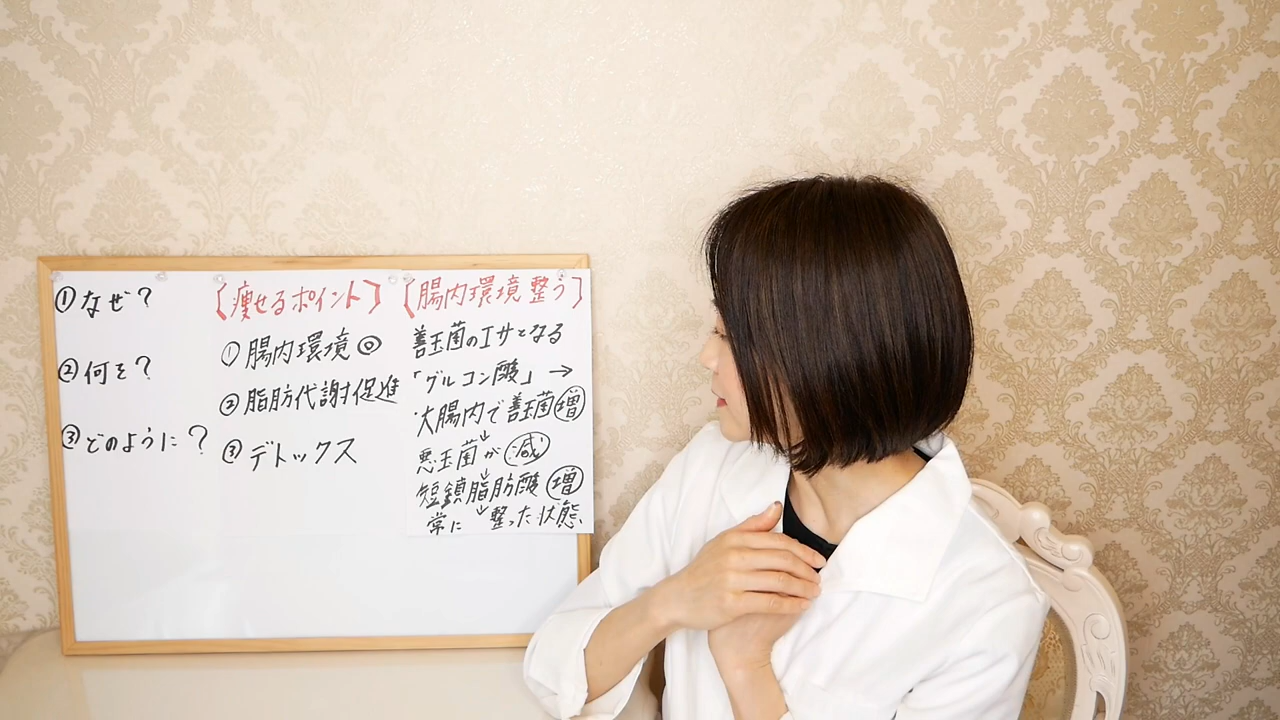 ①なぜ?
②何を?
③どのように?
【痩せるポイント】
①腸内環境◎
②脂肪代謝促進
③デトックス
【腸内環境整う】
善玉菌のエサとなる
「グルコン酸」→
大腸内で善玉菌増
↓
悪玉菌が減
↓
短鎖脂肪酸増
↓
常に整った状態